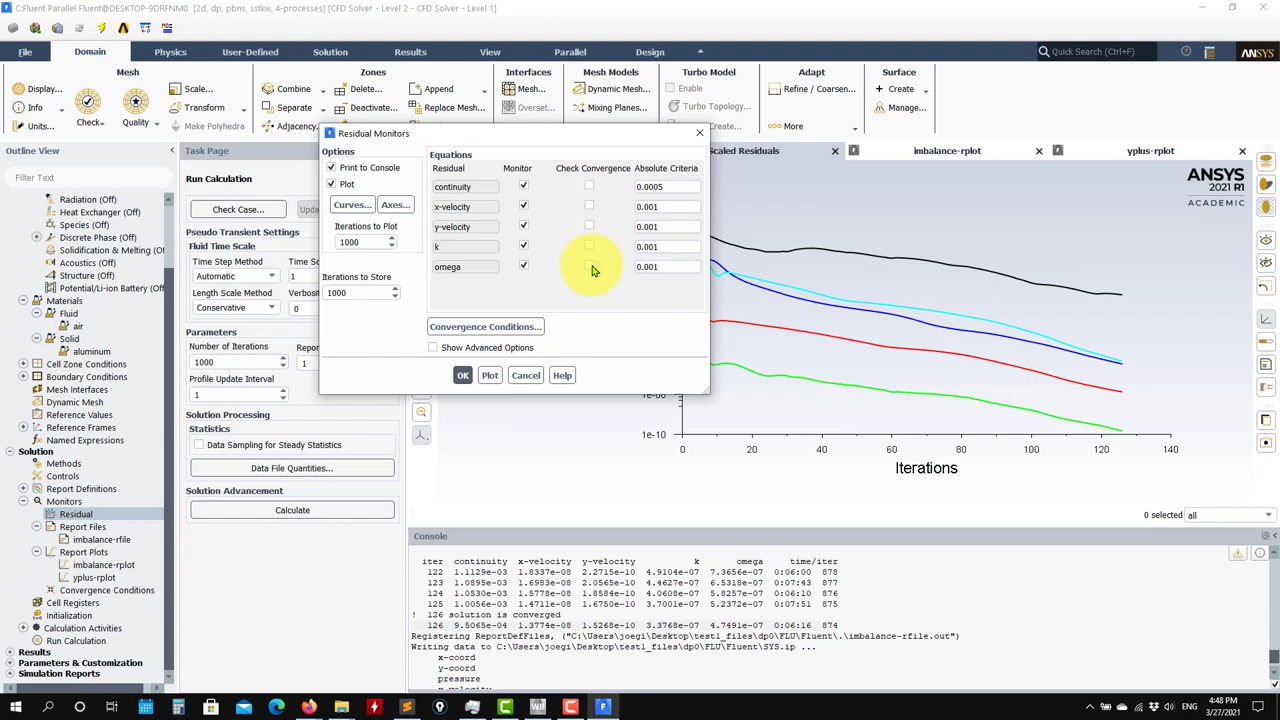 C:Fluent Parallel Fluent@DESKTOP-9DRFNM0 [2d, dp, pbns, sstkw, 4-processes] [CFD Solver - Level 2 - CFD Solver - Level 1]
File Domain Physics User-Defined Solution Results View Parallel Design Quick Search (Ctrl+F) ANSYS
Mesh Zones Interfaces Mesh Models Turbo Model Adapt Surface
Display... Scale... Combine Delete... Append Mesh... Dynamic Mesh... Enable Refine / Coarsen... Create
Info Check Quality Transform Separate Deactivate... Replace Mesh... Overset... Mixing Planes... Turbo Topology... Manage...
Units... Make Polyhedra Adjacency... More
Outline View
Filter Text
Radiation (Off)
Heat Exchanger (Off)
Species (Off)
Discrete Phase (Off)
Solidification & Melting (Off)
Acoustics (Off)
Structure (Off)
Potential/Li-ion Battery (Off)
Materials
Fluid
air
Solid
aluminum
Cell Zone Conditions
Boundary Conditions
Mesh Interfaces
Dynamic Mesh
Reference Values
Reference Frames
Named Expressions
Solution
Methods
Controls
Report Definitions
Monitors
Residual
Report Files
imbalance-rfile
Report Plots
imbalance-rplot
yplus-rplot
Convergence Conditions
Cell Registers
Initialization
Calculation Activities
Run Calculation
Results
Parameters & Customization
Simulation Reports
Task Page
Run Calculation
Check Case...
Pseudo Transient Settings
Fluid Time Scale
Time Step Method
Automatic 1
Length Scale Method Verbosi
Conservative 0
Parameters
Number of Iterations Repor
1000 1
Profile Update Interval
1
Solution Processing
Statistics
Data Sampling for Steady Statistics
Data File Quantities...
Solution Advancement
Calculate
Residual Monitors
Options
Print to Console
Plot
Curves... Axes...
Iterations to Plot
1000
Iterations to Store
1000
Equations
Residual Monitor Check Convergence Absolute Criteria
continuity 0.0005
x-velocity 0.001
y-velocity 0.001
k 0.001
omega 0.001
Convergence Conditions...
Show Advanced Options
OK Plot Cancel Help
caled Residuals imbalance-rplot yplus-rplot
ANSYS
2021 R1
ACADEMIC
1e-10
0 20 40 60 80 100 120 140
Iterations
0 selected all
Console
iter continuity x-velocity y-velocity k omega time/iter
122 1.1129e-03 1.8337e-08 2.2715e-10 4.9104e-07 7.3656e-07 0:06:00 878
123 1.0895e-03 1.6983e-08 2.0565e-10 4.4627e-07 6.5318e-07 0:07:43 877
124 1.0530e-03 1.5778e-08 1.8584e-10 4.0608e-07 5.8257e-07 0:06:10 876
125 1.0056e-03 1.4711e-08 1.6750e-10 3.7001e-07 5.2372e-07 0:07:51 875
! 126 solution is converged
126 9.5065e-04 1.3774e-08 1.5082e-10 3.3768e-07 4.7491e-07 0:06:16 874
Registering ReportDefFiles, ("C:\Users\joegi\Desktop\test1_files\dp0\FLU\Fluent\.\imbalance-rfile.out")
Writing data to C:\Users\joegi\Desktop\test1_files\dp0\FLU\Fluent\SYS.ip ...
x-coord
y-coord
pressure
4:48 PM
ENG
3/27/2021